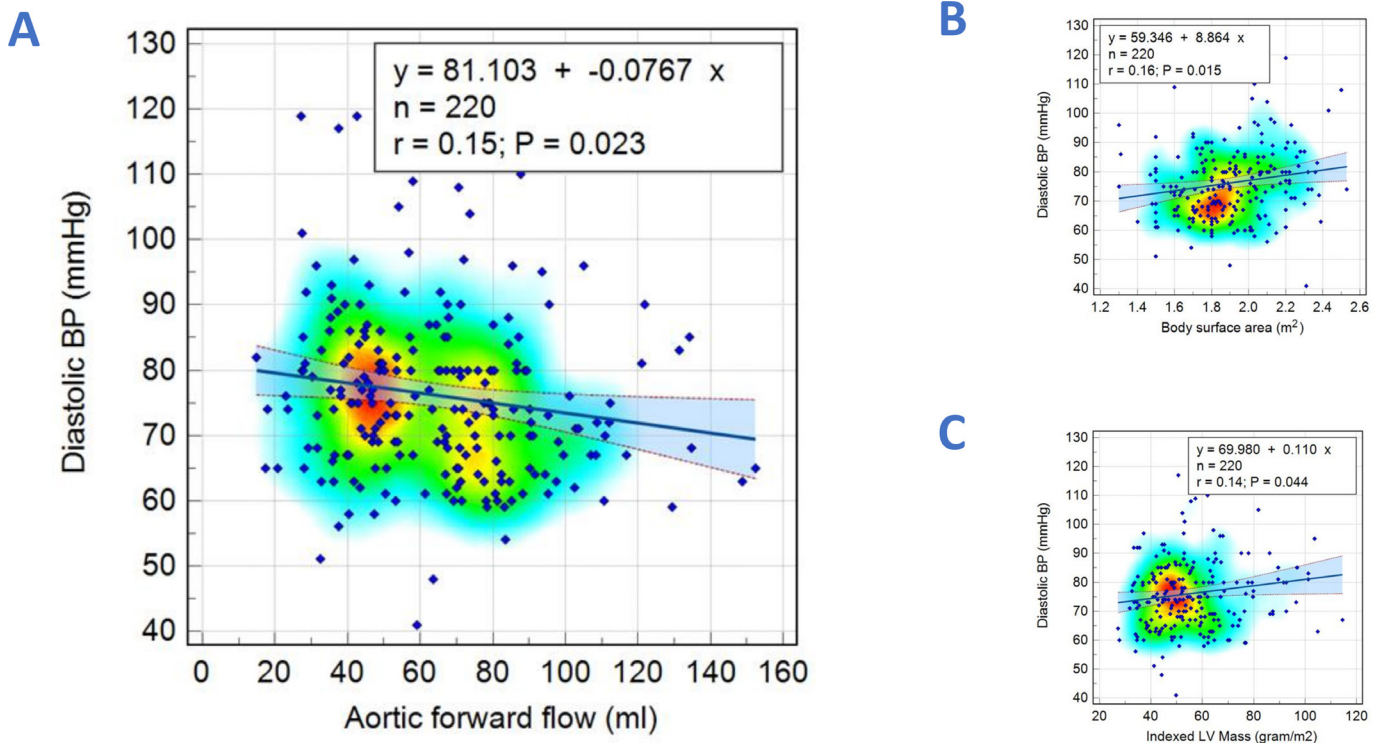 A
y = 81.103 + -0.0767 x
n = 220
r = 0.15; P = 0.023
130
120
110
100
90
80
70
60
50
40
Diastolic BP (mmHg)
0 20 40 60 80 100 120 140 160
Aortic forward flow (ml)
B
y = 59.346 + 8.864 x
n = 220
r = 0.16; P = 0.015
130
120
110
100
90
80
70
60
50
40
Diastolic BP (mmHg)
1.2 1.4 1.6 1.8 2.0 2.2 2.4 2.6
Body surface area (m²)
C
y = 69.980 + 0.110 x
n = 220
r = 0.14; P = 0.044
130
120
110
100
90
80
70
60
50
40
Diastolic BP (mmHg)
20 40 60 80 100 120
Indexed LV Mass (gram/m2)